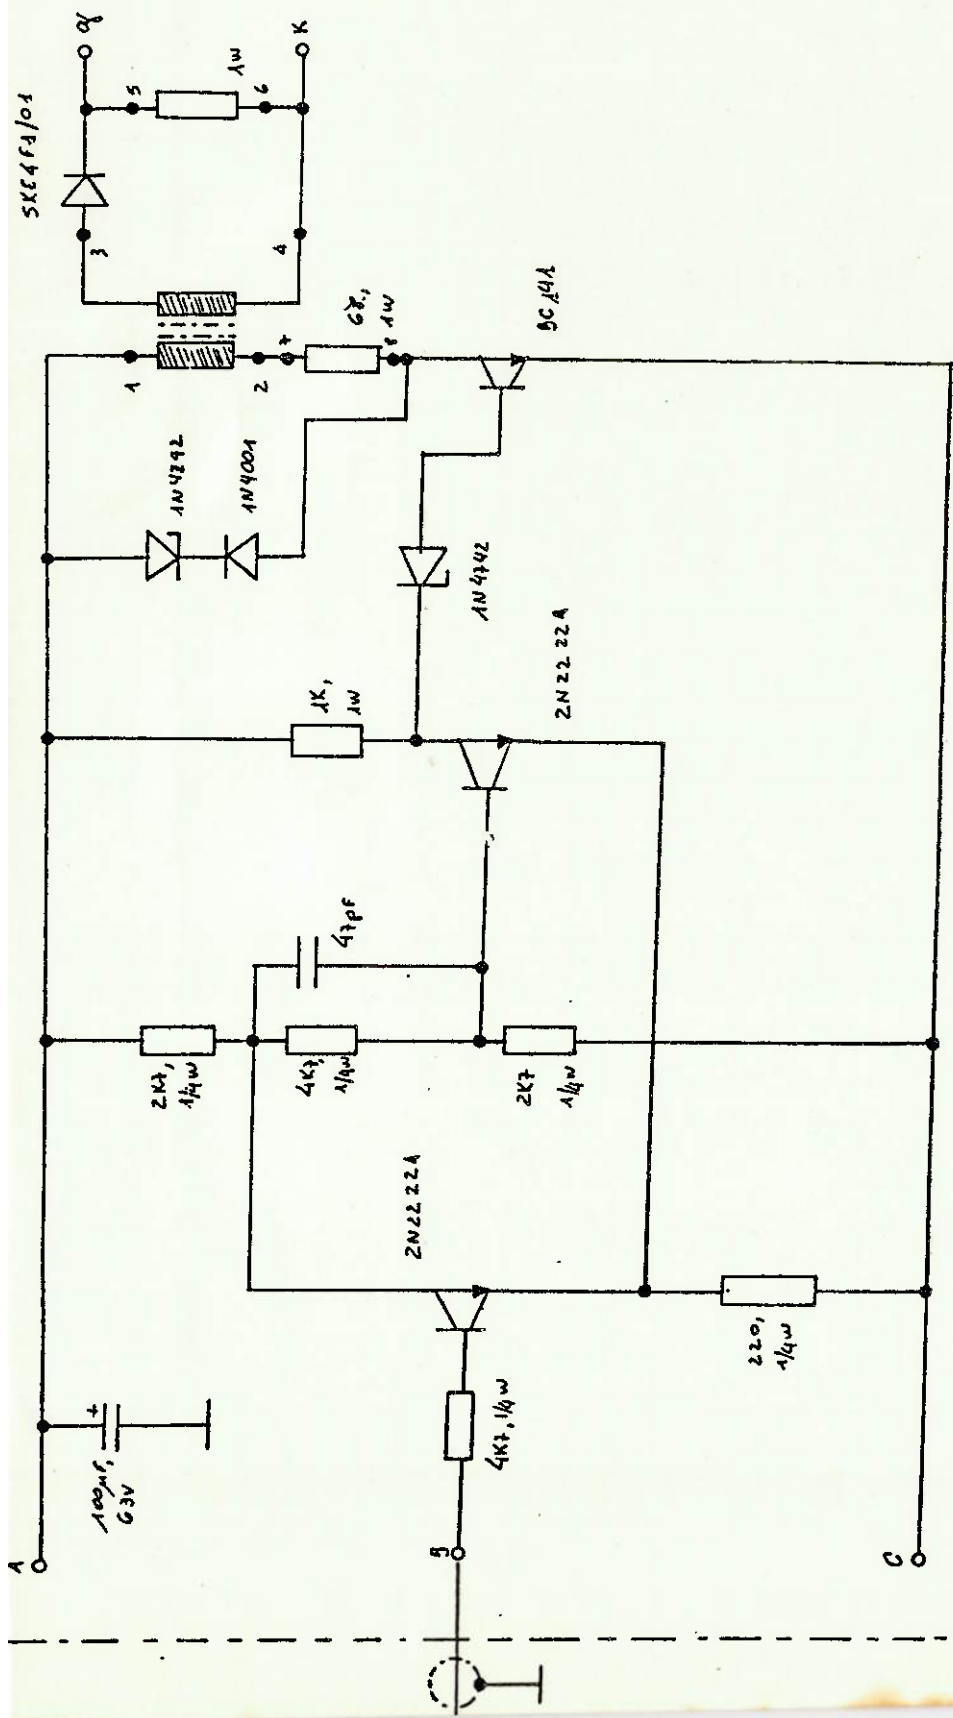 A
100µF,
63V
B
4K7, 1/4W
C
2N2222A
220,
1/4W
2K7,
1/4W
4K7,
1/4W
47pF
2K7
1/4W
1K,
1W
2N2222A
1N4742
1N4001
1
2
7
68,
1W
8
BC141
SKE4F1/01
3
4
5
6
1W
G
K
+